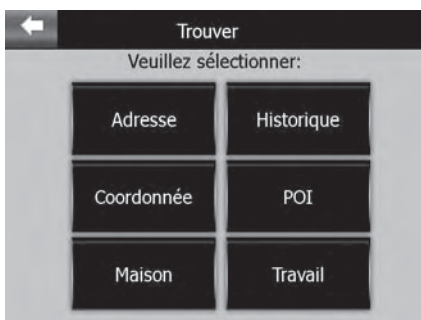 Trouver
Veuillez sélectionner:
Adresse
Historique
Coordonnée
POI
Maison
Travail